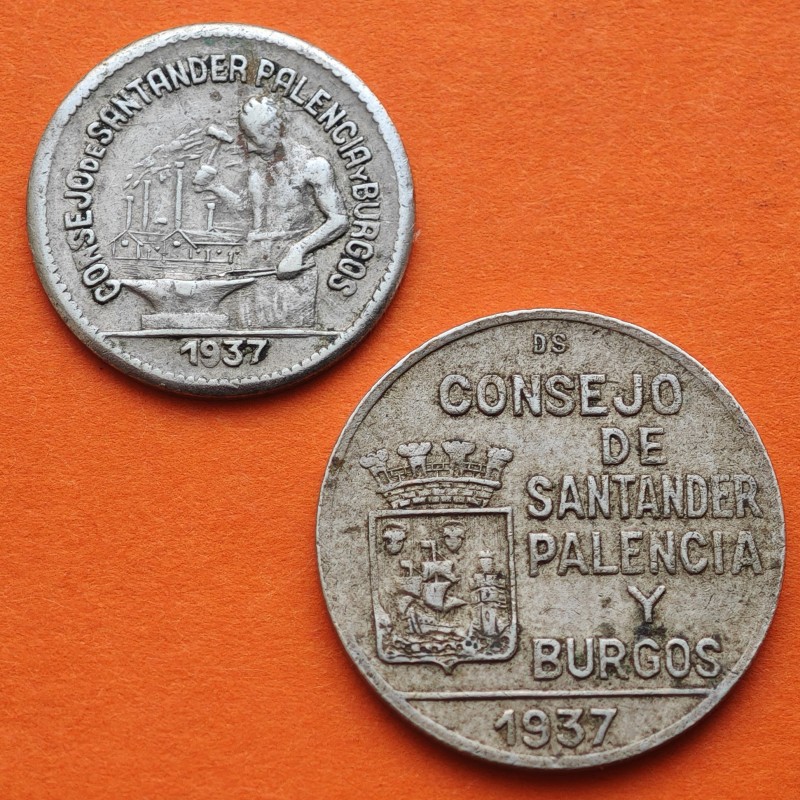 CONSEJO DE SANTANDER PALENCIA Y BURGOS
1937
DS
CONSEJO
DE
SANTANDER
PALENCIA
Y
BURGOS
1937